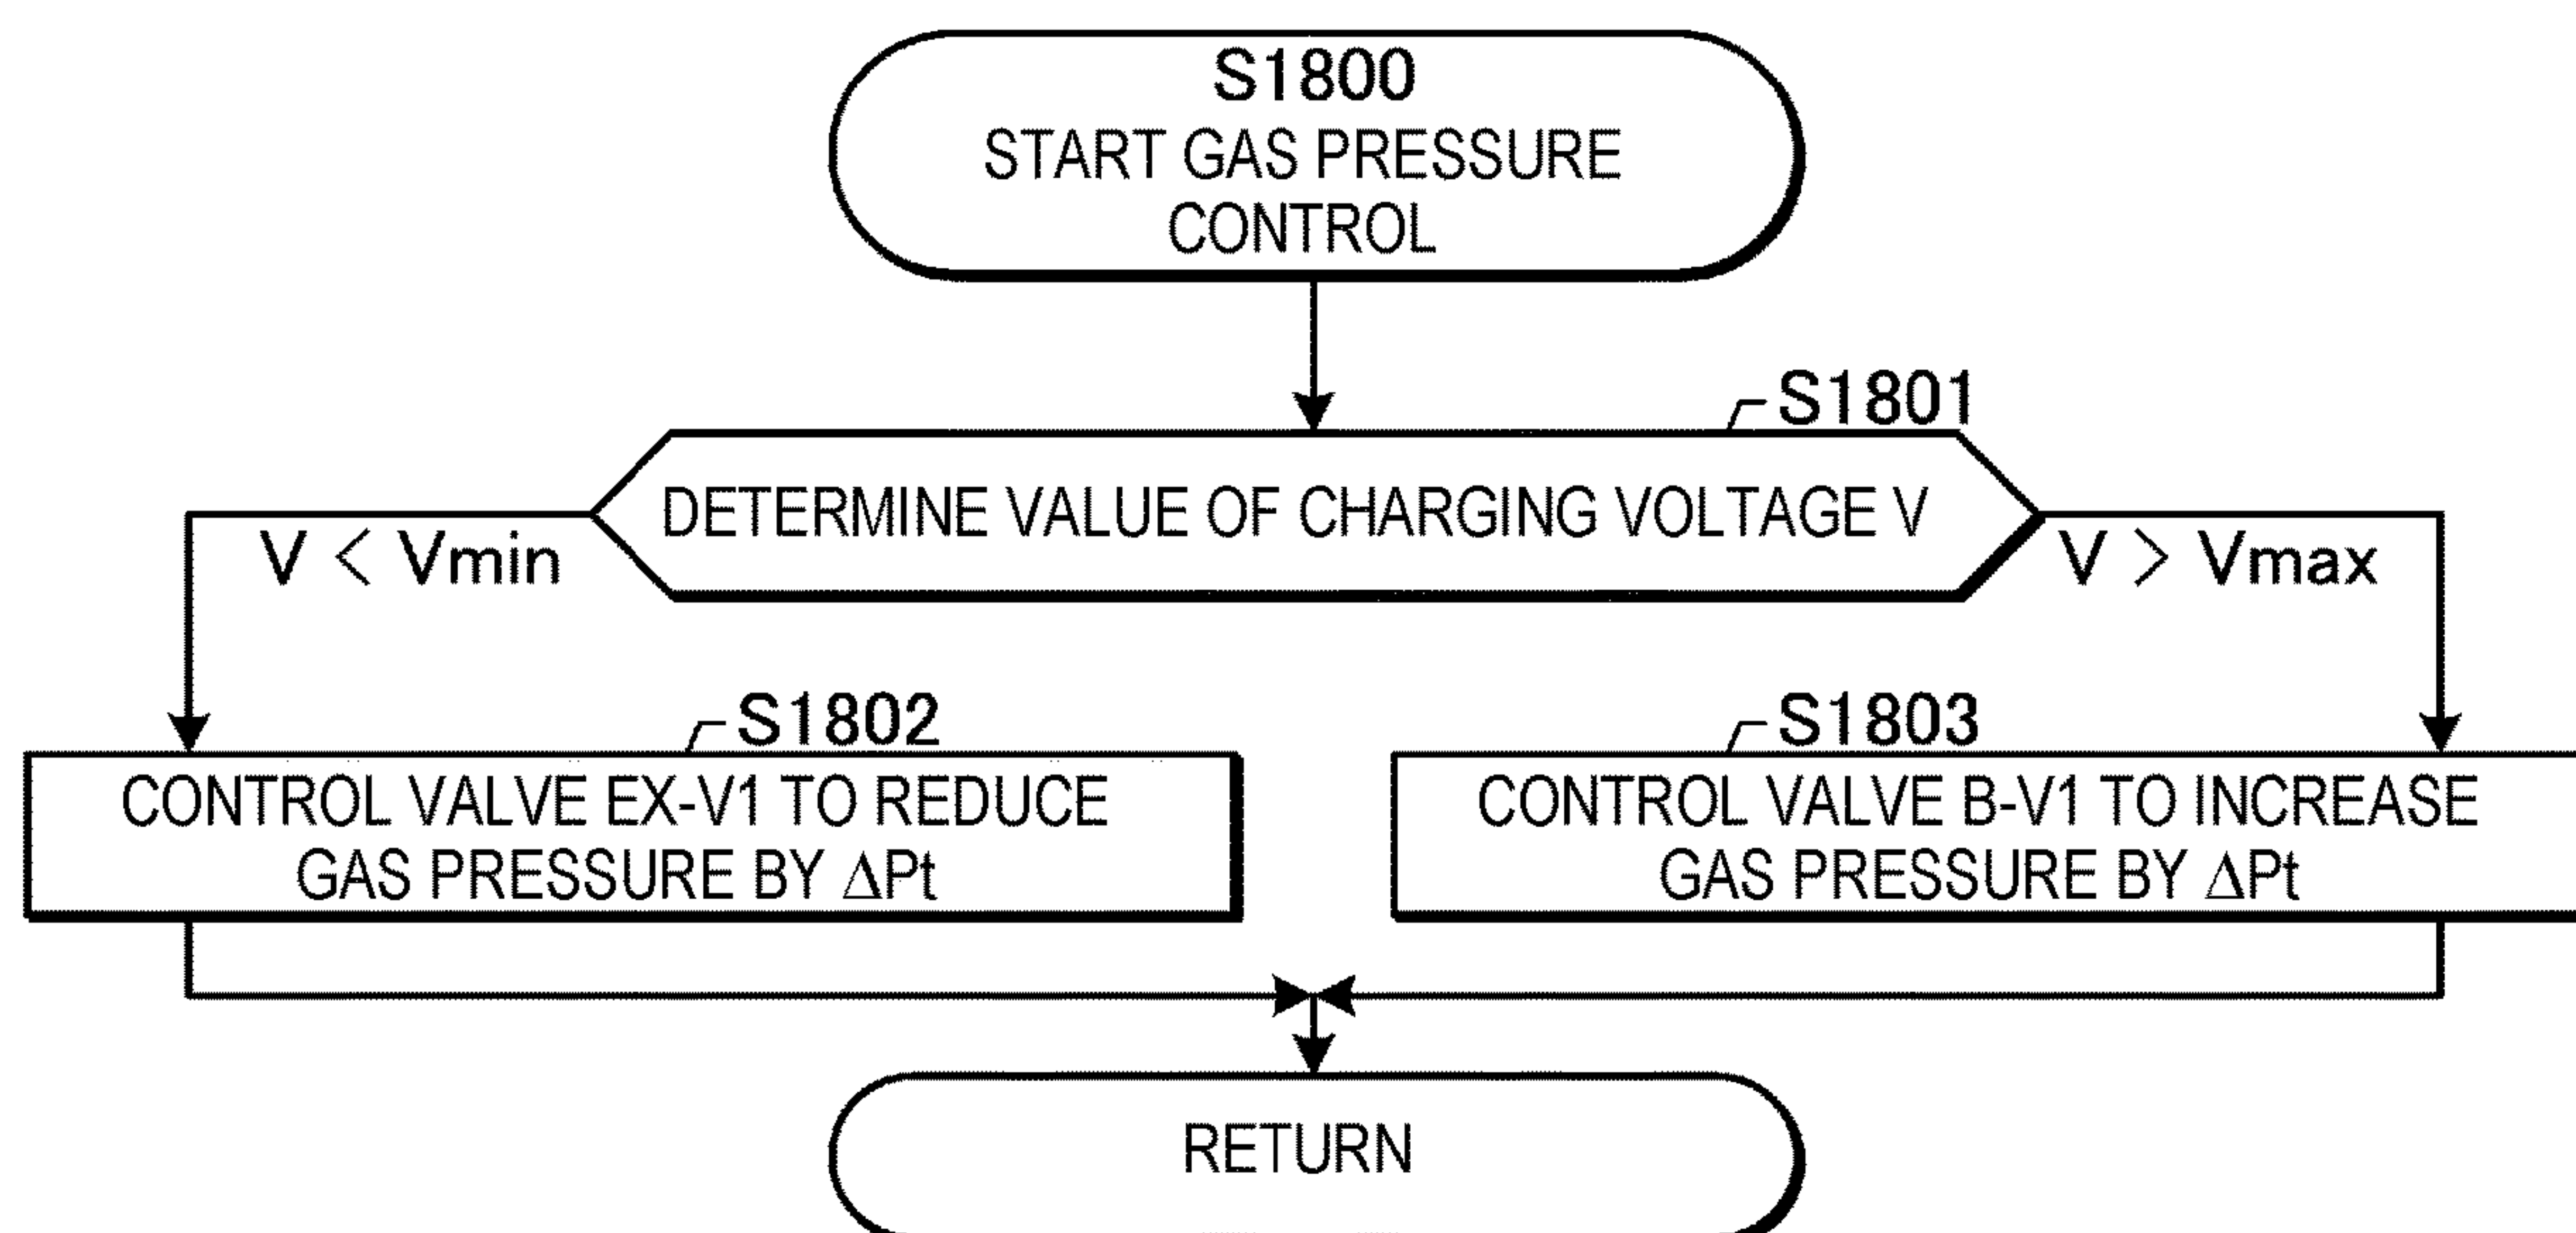 S1800
START GAS PRESSURE
CONTROL
S1801
DETERMINE VALUE OF CHARGING VOLTAGE V
V < Vmin
V > Vmax
S1802
CONTROL VALVE EX-V1 TO REDUCE
GAS PRESSURE BY ΔPt
S1803
CONTROL VALVE B-V1 TO INCREASE
GAS PRESSURE BY ΔPt
RETURN